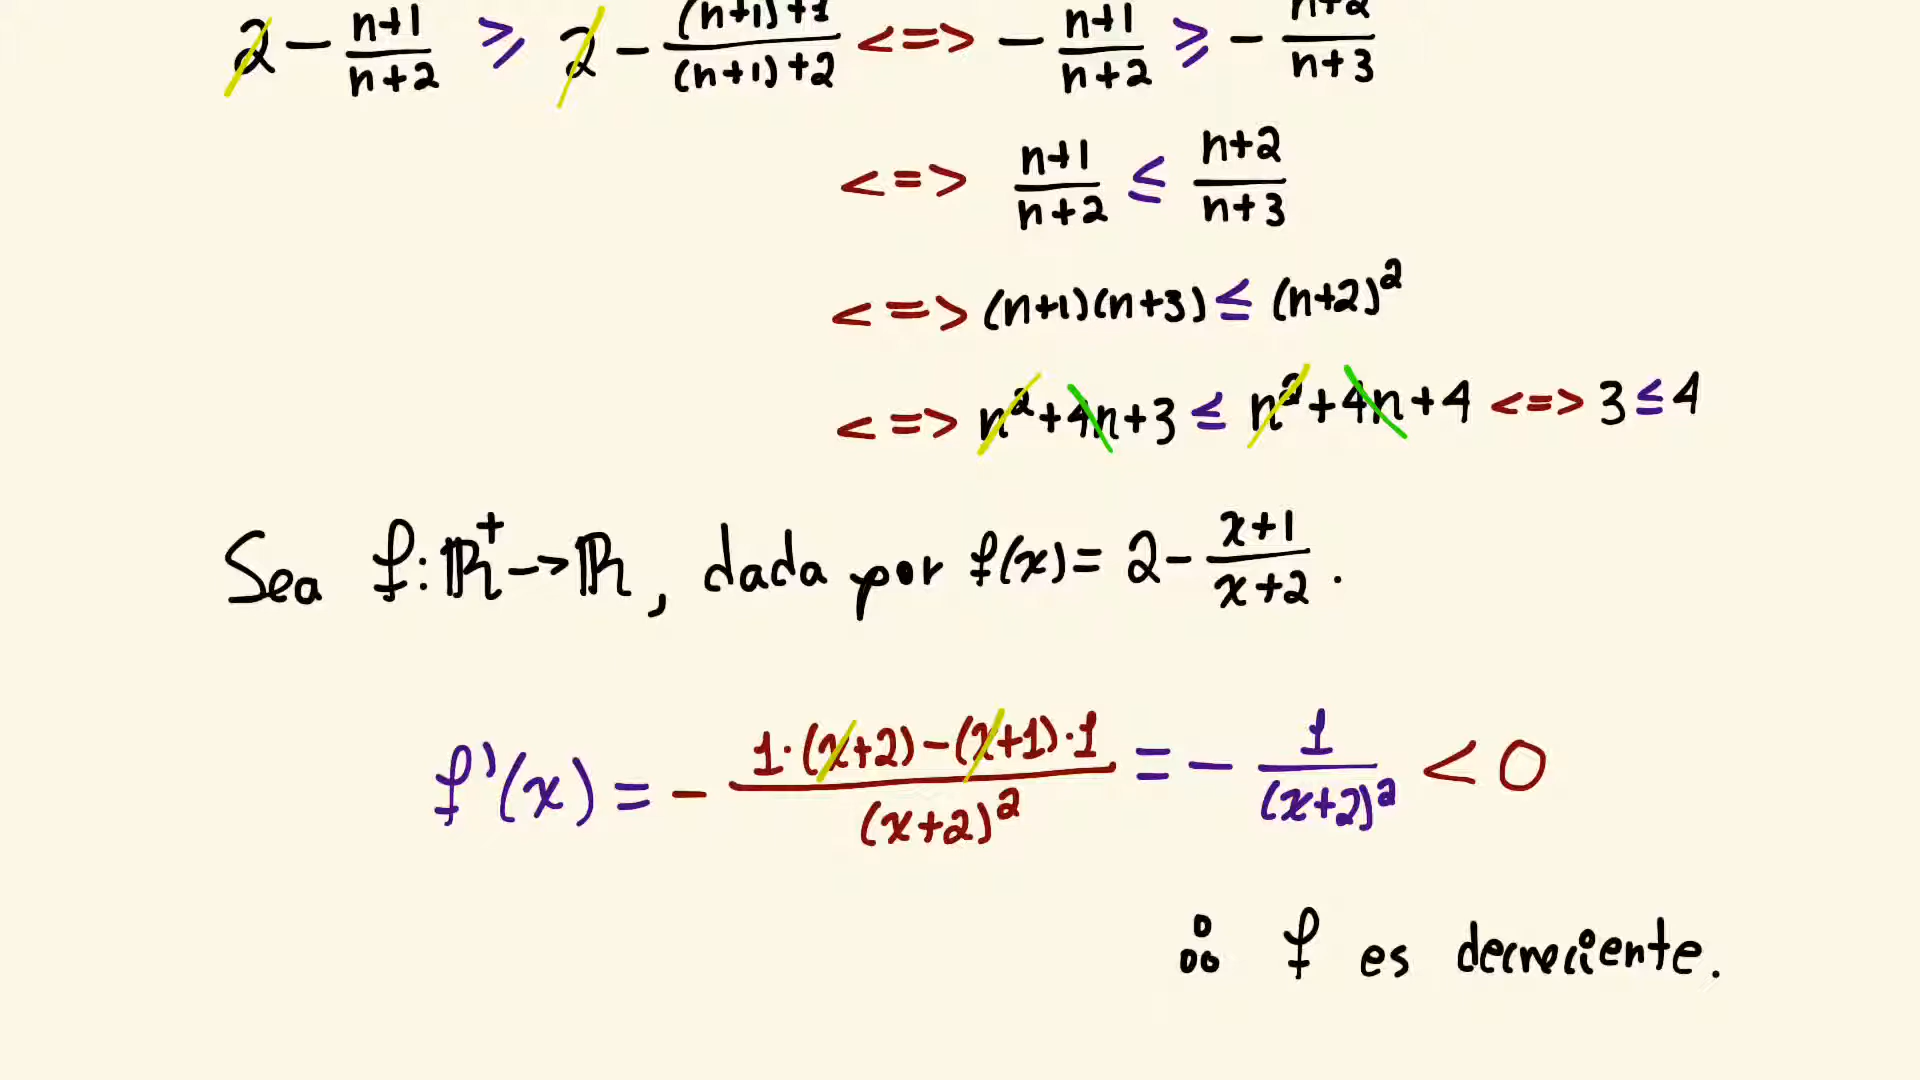 2 - (n+1)/(n+2) ≥ 2 - ((n+1)+1)/((n+1)+2) <=> - (n+1)/(n+2) ≥ - (n+2)/(n+3)
<=> (n+1)/(n+2) ≤ (n+2)/(n+3)
<=> (n+1)(n+3) ≤ (n+2)²
<=> n²+4n+3 ≤ n²+4n+4 <=> 3 ≤ 4
Sea f: ℝ⁺→ℝ, dada por f(x)= 2 - (x+1)/(x+2).
f'(x) = - (1·(x+2)-(x+1)·1)/(x+2)² = - 1/(x+2)² < 0
∴ f es decreciente.